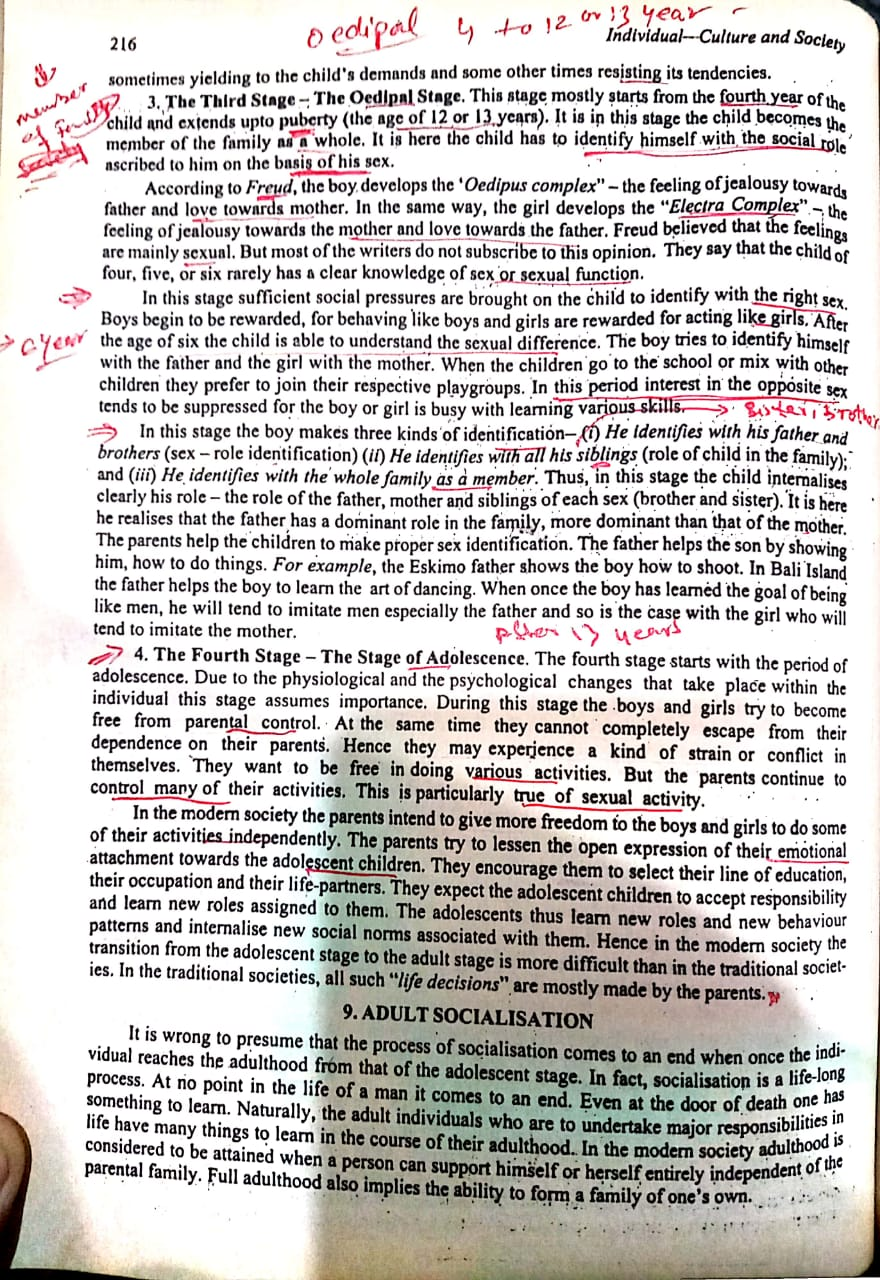 Oedipal 4 to 12 or 13 year
216
Individual—Culture and Society
member of family
Society
sometimes yielding to the child's demands and some other times resisting its tendencies.
3. The Third Stage – The Oedipal Stage. This stage mostly starts from the fourth year of the
child and extends upto puberty (the age of 12 or 13 years). It is in this stage the child becomes the
member of the family as a whole. It is here the child has to identify himself with the social role
ascribed to him on the basis of his sex.
According to Freud, the boy develops the 'Oedipus complex" – the feeling of jealousy towards
father and love towards mother. In the same way, the girl develops the "Electra Complex" – the
feeling of jealousy towards the mother and love towards the father. Freud believed that the feelings
are mainly sexual. But most of the writers do not subscribe to this opinion. They say that the child of
four, five, or six rarely has a clear knowledge of sex or sexual function.
In this stage sufficient social pressures are brought on the child to identify with the right sex.
Boys begin to be rewarded, for behaving like boys and girls are rewarded for acting like girls. After
year
the age of six the child is able to understand the sexual difference. The boy tries to identify himself
with the father and the girl with the mother. When the children go to the school or mix with other
children they prefer to join their respective playgroups. In this period interest in the opposite sex
tends to be suppressed for the boy or girl is busy with learning various skills. → Sister, brother
In this stage the boy makes three kinds of identification– (i) He Identifies with his father and
brothers (sex – role identification) (ii) He identifies with all his siblings (role of child in the family);
and (iii) He identifies with the whole family as a member. Thus, in this stage the child internalises
clearly his role – the role of the father, mother and siblings of each sex (brother and sister). It is here
he realises that the father has a dominant role in the family, more dominant than that of the mother.
The parents help the children to make proper sex identification. The father helps the son by showing
him, how to do things. For example, the Eskimo father shows the boy how to shoot. In Bali Island
the father helps the boy to learn the art of dancing. When once the boy has learned the goal of being
like men, he will tend to imitate men especially the father and so is the case with the girl who will
tend to imitate the mother.
13 years
4. The Fourth Stage – The Stage of Adolescence. The fourth stage starts with the period of
adolescence. Due to the physiological and the psychological changes that take place within the
individual this stage assumes importance. During this stage the boys and girls try to become
free from parental control. At the same time they cannot completely escape from their
dependence on their parents. Hence they may experience a kind of strain or conflict in
themselves. They want to be free in doing various activities. But the parents continue to
control many of their activities. This is particularly true of sexual activity.
In the modern society the parents intend to give more freedom to the boys and girls to do some
of their activities independently. The parents try to lessen the open expression of their emotional
attachment towards the adolescent children. They encourage them to select their line of education,
their occupation and their life-partners. They expect the adolescent children to accept responsibility
and learn new roles assigned to them. The adolescents thus learn new roles and new behaviour
patterns and internalise new social norms associated with them. Hence in the modern society the
transition from the adolescent stage to the adult stage is more difficult than in the traditional societ-
ies. In the traditional societies, all such "life decisions" are mostly made by the parents.
9. ADULT SOCIALISATION
It is wrong to presume that the process of socialisation comes to an end when once the indi-
vidual reaches the adulthood from that of the adolescent stage. In fact, socialisation is a life-long
process. At no point in the life of a man it comes to an end. Even at the door of death one has
something to learn. Naturally, the adult individuals who are to undertake major responsibilities in
life have many things to learn in the course of their adulthood. In the modern society adulthood is
considered to be attained when a person can support himself or herself entirely independent of the
parental family. Full adulthood also implies the ability to form a family of one's own.